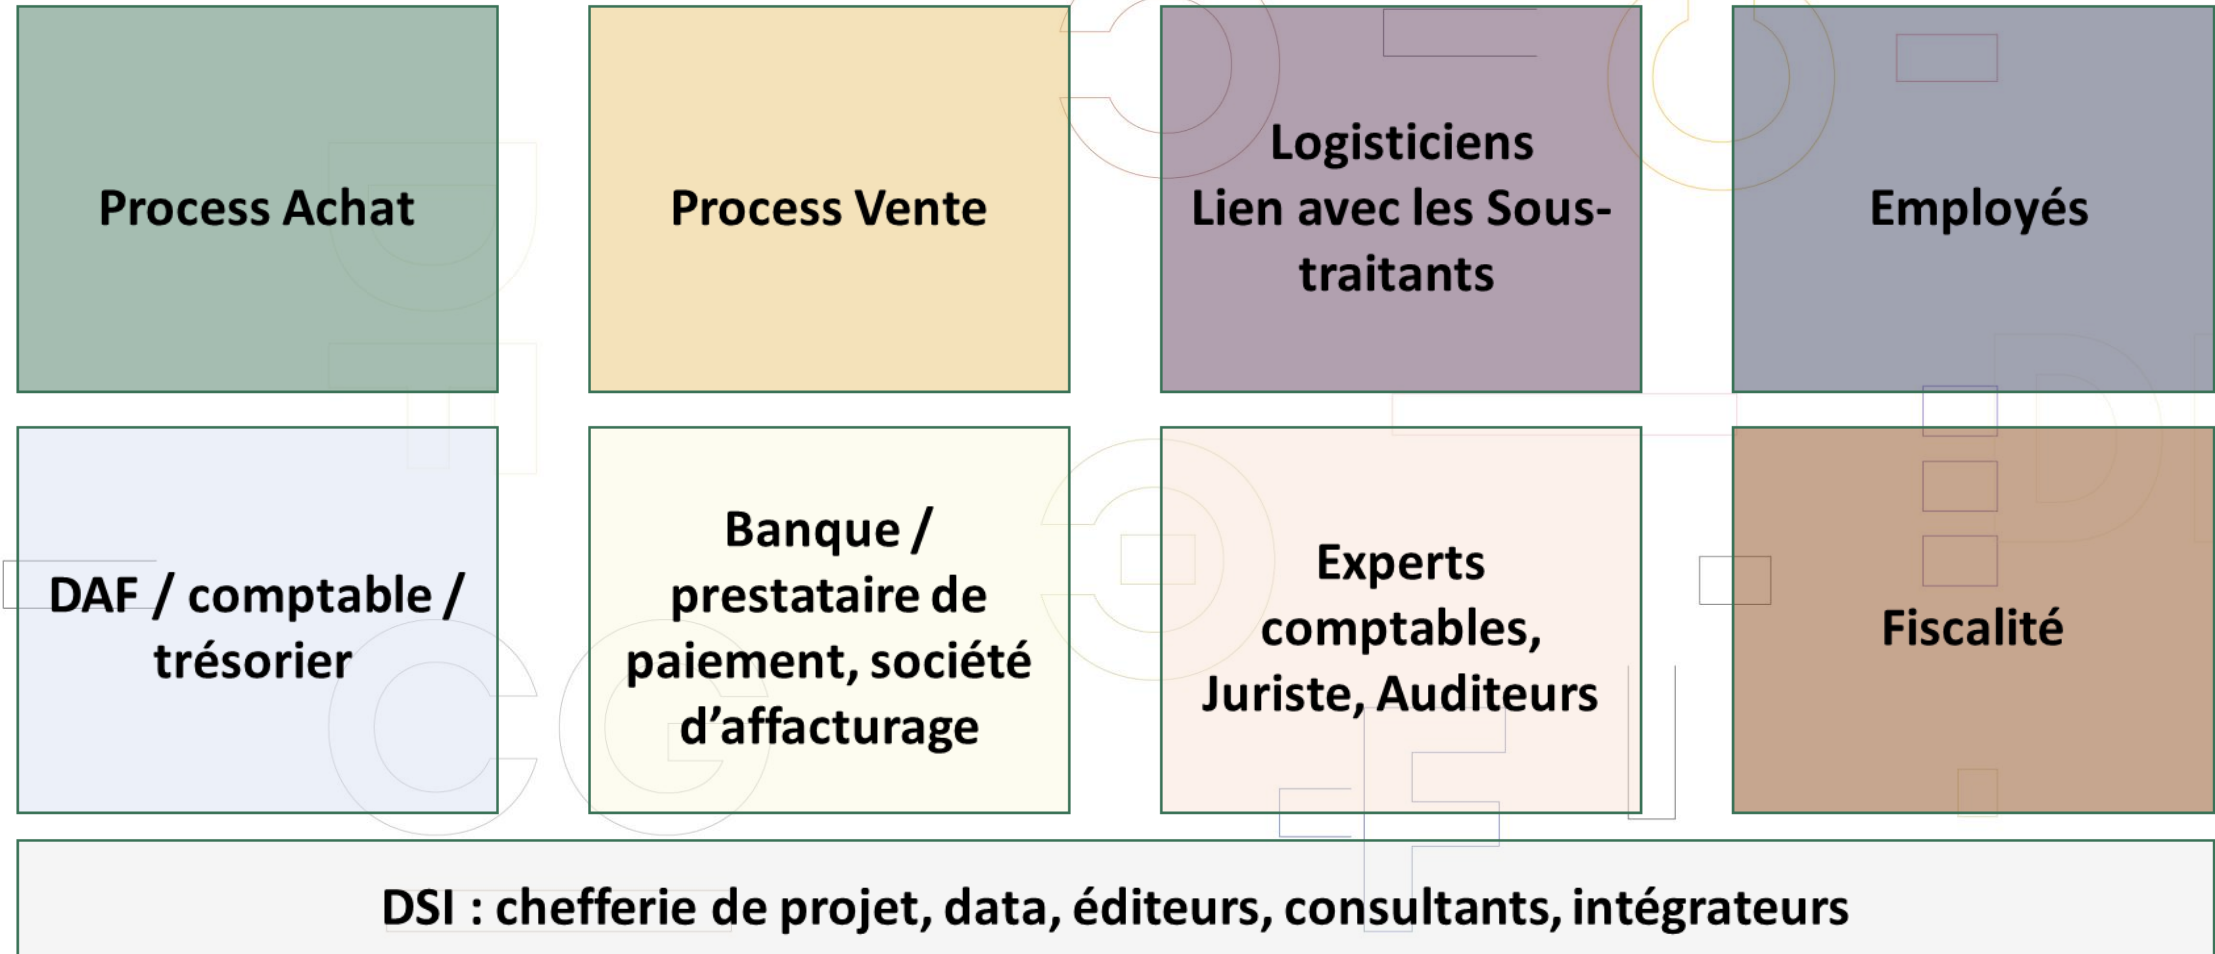 Process Achat
Process Vente
Logisticiens
Lien avec les Sous-
traitants
Employés
DAF / comptable /
trésorier
Banque /
prestataire de
paiement, société
d’affacturage
Experts
comptables,
Juriste, Auditeurs
Fiscalité
DSI : chefferie de projet, data, éditeurs, consultants, intégrateurs